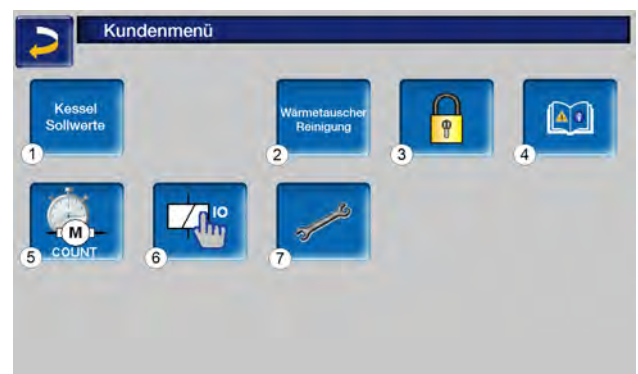 Kundenmenü
Kessel
Sollwerte
1
Wärmetauscher
Reinigung
2
3
4
M
COUNT
5
IO
6
7